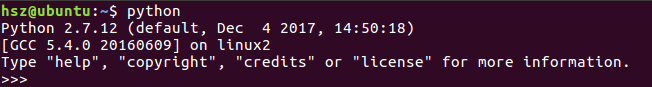 hsz@ubuntu:~$ python
Python 2.7.12 (default, Dec  4 2017, 14:50:18)
[GCC 5.4.0 20160609] on linux2
Type "help", "copyright", "credits" or "license" for more information.
>>>